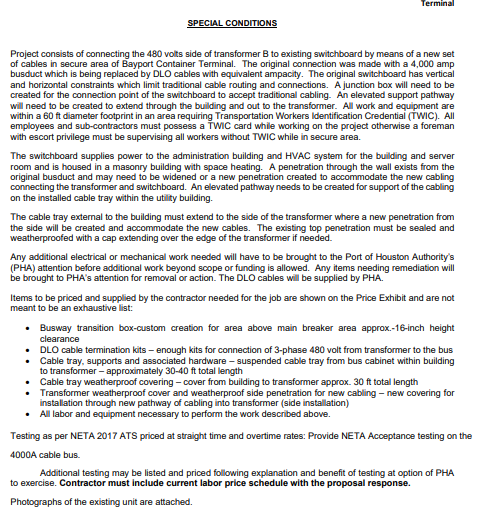 Terminal
SPECIAL CONDITIONS
Project consists of connecting the 480 volts side of transformer B to existing switchboard by means of a new set
of cables in secure area of Bayport Container Terminal. The original connection was made with a 4,000 amp
busduct which is being replaced by DLO cables with equivalent ampacity. The original switchboard has vertical
and horizontal constraints which limit traditional cable routing and connections. A junction box will need to be
created for the connection point of the switchboard to accept traditional cabling. An elevated support pathway
will need to be created to extend through the building and out to the transformer. All work and equipment are
within a 60 ft diameter footprint in an area requiring Transportation Workers Identification Credential (TWIC). All
employees and sub-contractors must possess a TWIC card while working on the project otherwise a foreman
with escort privilege must be supervising all workers without TWIC while in secure area.
The switchboard supplies power to the administration building and HVAC system for the building and server
room and is housed in a masonry building with space heating. A penetration through the wall exists from the
original busduct and may need to be widened or a new penetration created to accommodate the new cabling
connecting the transformer and switchboard. An elevated pathway needs to be created for support of the cabling
on the installed cable tray within the utility building.
The cable tray external to the building must extend to the side of the transformer where a new penetration from
the side will be created and accommodate the new cables. The existing top penetration must be sealed and
weatherproofed with a cap extending over the edge of the transformer if needed.
Any additional electrical or mechanical work needed will have to be brought to the Port of Houston Authority's
(PHA) attention before additional work beyond scope or funding is allowed. Any items needing remediation will
be brought to PHA's attention for removal or action. The DLO cables will be supplied by PHA.
Items to be priced and supplied by the contractor needed for the job are shown on the Price Exhibit and are not
meant to be an exhaustive list:
• Busway transition box-custom creation for area above main breaker area approx.-16-inch height
clearance
• DLO cable termination kits – enough kits for connection of 3-phase 480 volt from transformer to the bus
• Cable tray, supports and associated hardware – suspended cable tray from bus cabinet within building
to transformer – approximately 30-40 ft total length
• Cable tray weatherproof covering – cover from building to transformer approx. 30 ft total length
• Transformer weatherproof cover and weatherproof side penetration for new cabling – new covering for
installation through new pathway of cabling into transformer (side installation)
• All labor and equipment necessary to perform the work described above.
Testing as per NETA 2017 ATS priced at straight time and overtime rates: Provide NETA Acceptance testing on the
4000A cable bus.
Additional testing may be listed and priced following explanation and benefit of testing at option of PHA
to exercise. Contractor must include current labor price schedule with the proposal response.
Photographs of the existing unit are attached.